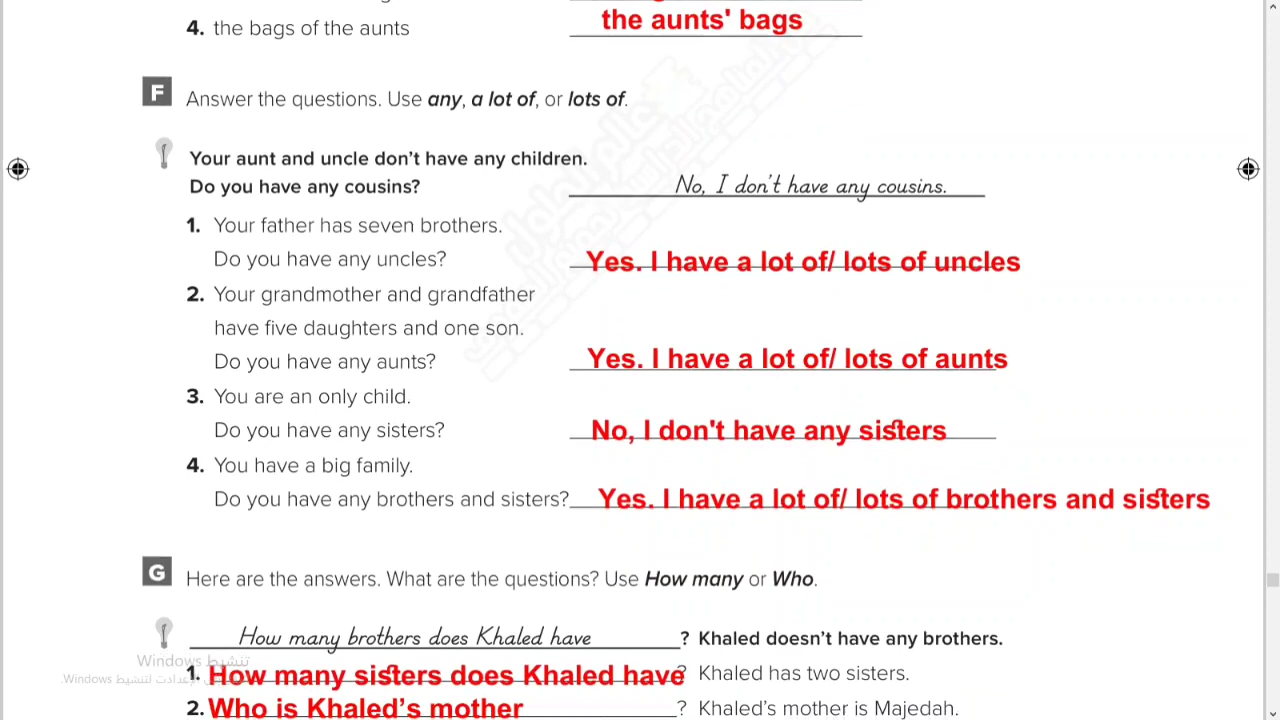 4. the bags of the aunts the aunts' bags
F Answer the questions. Use any, a lot of, or lots of.
Your aunt and uncle don't have any children.
Do you have any cousins? No, I don't have any cousins.
1. Your father has seven brothers.
Do you have any uncles? Yes. I have a lot of/ lots of uncles
2. Your grandmother and grandfather
have five daughters and one son.
Do you have any aunts? Yes. I have a lot of/ lots of aunts
3. You are an only child.
Do you have any sisters? No, I don't have any sisters
4. You have a big family.
Do you have any brothers and sisters? Yes. I have a lot of/ lots of brothers and sisters
G Here are the answers. What are the questions? Use How many or Who.
How many brothers does Khaled have ? Khaled doesn't have any brothers.
تنشيط Windows
1. How many sisters does Khaled have ? Khaled has two sisters.
لتنشيط Windows.
2. Who is Khaled's mother ? Khaled's mother is Majedah.